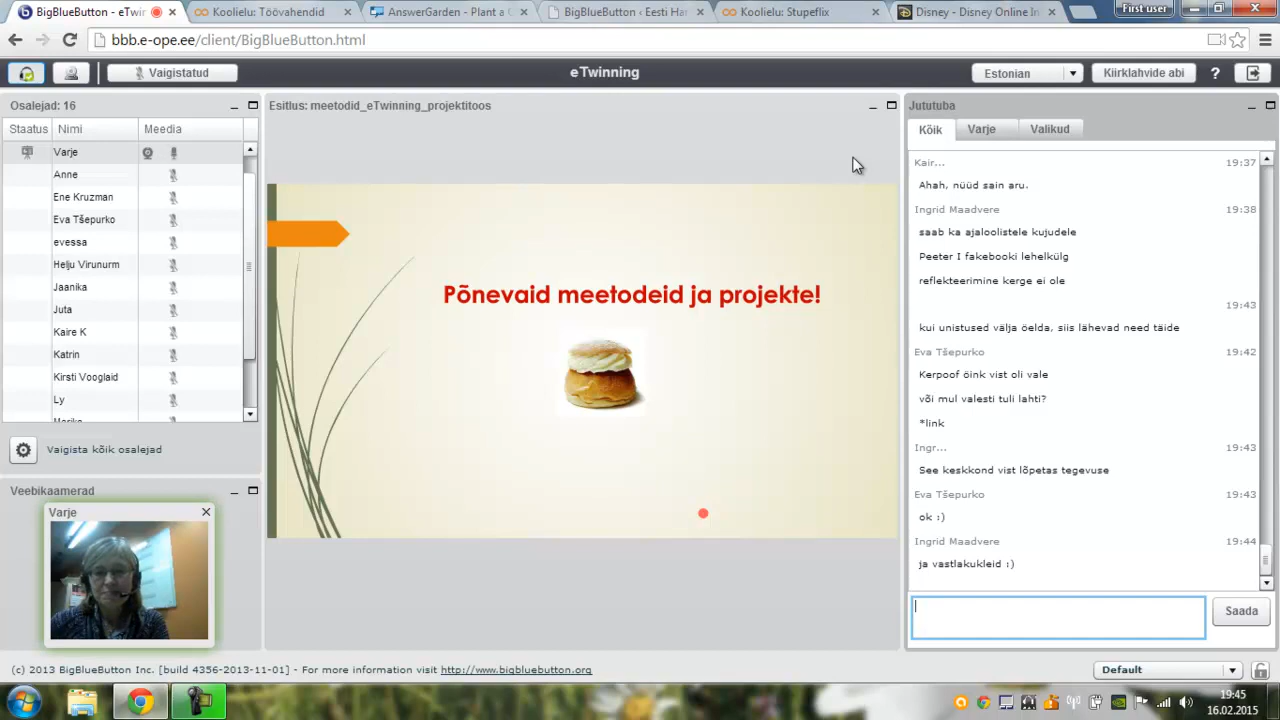 BigBlueButton - eTwin
Koolielu: Töövahendid
AnswerGarden - Plant a C
BigBlueButton ‹ Eesti Har
Koolielu: Stupeflix
Disney - Disney Online In
First user
bbb.e-ope.ee/client/BigBlueButton.html
Vaigistatud
eTwinning
Estonian
Kiirklahvide abi
?
Osalejad: 16
Staatus Nimi Meedia
Varje
Anne
Ene Kruzman
Eva Tšepurko
evessa
Helju Virunurm
Jaanika
Juta
Kaire K
Katrin
Kirsti Vooglaid
Ly
Vaigista kõik osalejad
Veebikaamerad
Varje
Esitlus: meetodid_eTwinning_projektitoos
Põnevaid meetodeid ja projekte!
Jututuba
Kõik Varje Valikud
Kair... 19:37
Ahah, nüüd sain aru.
Ingrid Maadvere 19:38
saab ka ajaloolistele kujudele
Peeter I fakebooki lehelkülg
reflekteerimine kerge ei ole
19:43
kui unistused välja öelda, siis lähevad need täide
Eva Tšepurko 19:42
Kerpoof öink vist oli vale
või mul valesti tuli lahti?
*link
Ingr... 19:43
See keskkond vist lõpetas tegevuse
Eva Tšepurko 19:43
ok :)
Ingrid Maadvere 19:44
ja vastlakukleid :)
Saada
(c) 2013 BigBlueButton Inc. [build 4356-2013-11-01] - For more information visit http://www.bigbluebutton.org
Default
19:45
16.02.2015